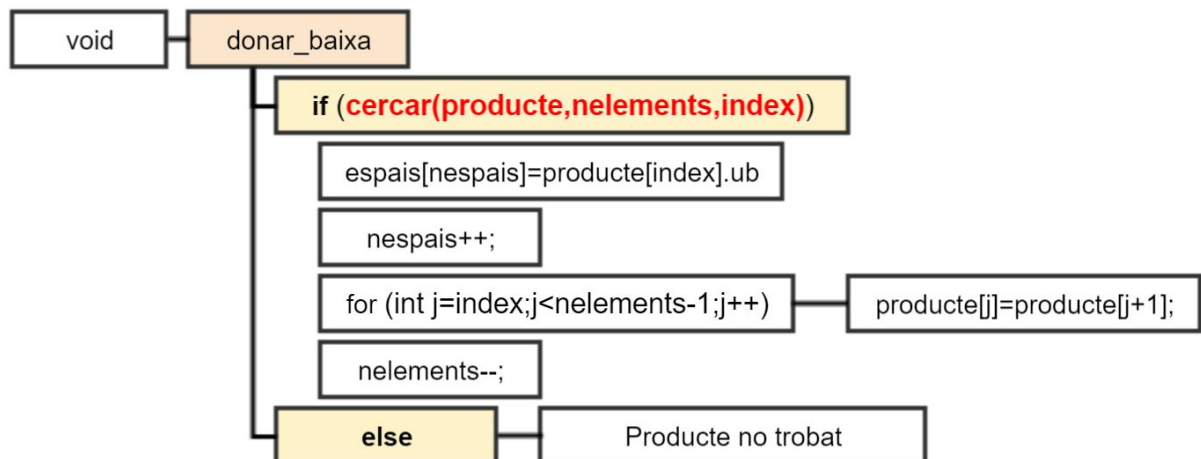 void donar_baixa
if (cercar(producte,nelements,index))
espais[nespais]=producte[index].ub
nespais++;
for (int j=index;j<nelements-1;j++) producte[j]=producte[j+1];
nelements--;
else Producte no trobat